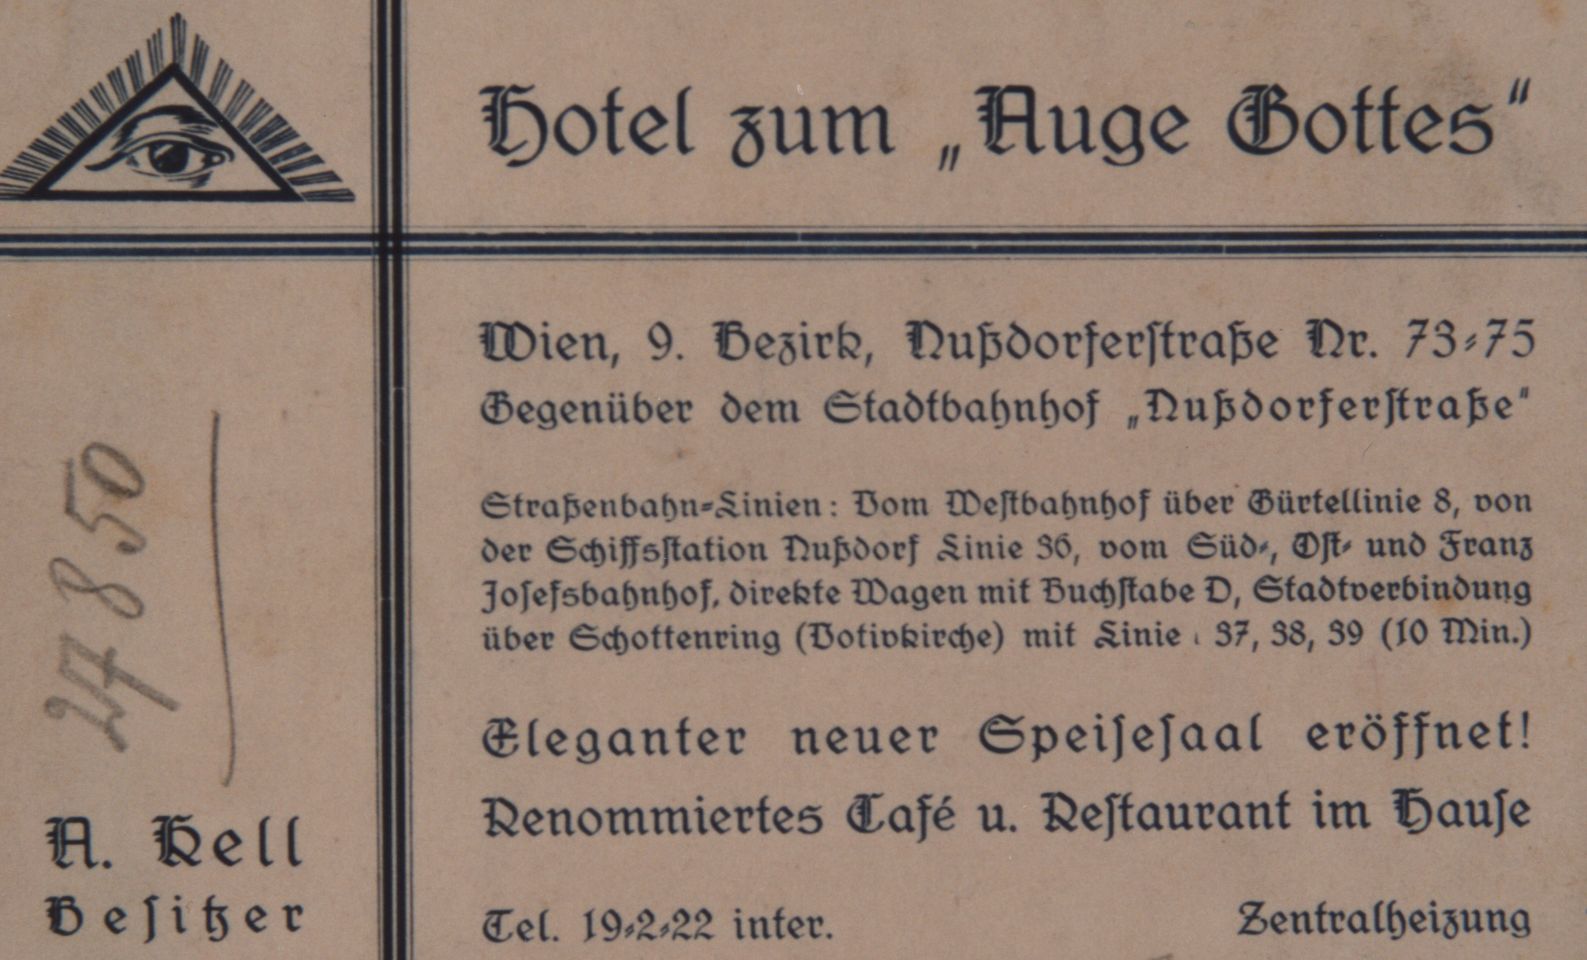 Hotel zum „Auge Gottes“
Wien, 9. Bezirk, Nußdorferstraße Nr. 73-75
Gegenüber dem Stadtbahnhof „Nußdorferstraße“
Straßenbahn-Linien: Vom Westbahnhof über Gürtellinie 8, von
der Schiffsstation Nußdorf Linie 36, vom Süd-, Ost- und Franz
Josefsbahnhof, direkte Wagen mit Buchstabe D, Stadtverbindung
über Schottenring (Votivkirche) mit Linie 37, 38, 39 (10 Min.)
Eleganter neuer Speisesaal eröffnet!
Renommiertes Café u. Restaurant im Hause
Tel. 19-2-22 inter.
Zentralheizung
A. Kell
Besitzer